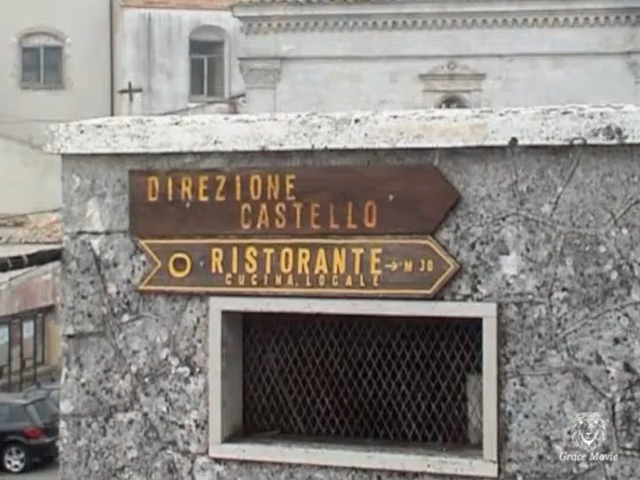 DIREZIONE
CASTELLO
RISTORANTE → M 30
CUCINA LOCALE
Grace Movie